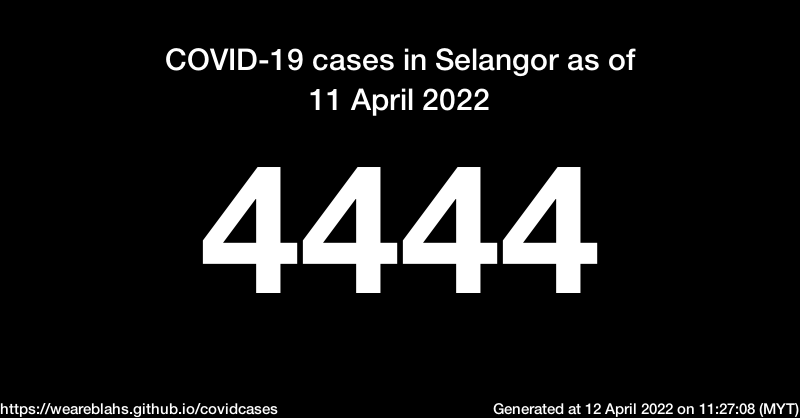 COVID-19 cases in Selangor as of
11 April 2022
4444
https://weareblahs.github.io/covidcases
Generated at 12 April 2022 on 11:27:08 (MYT)